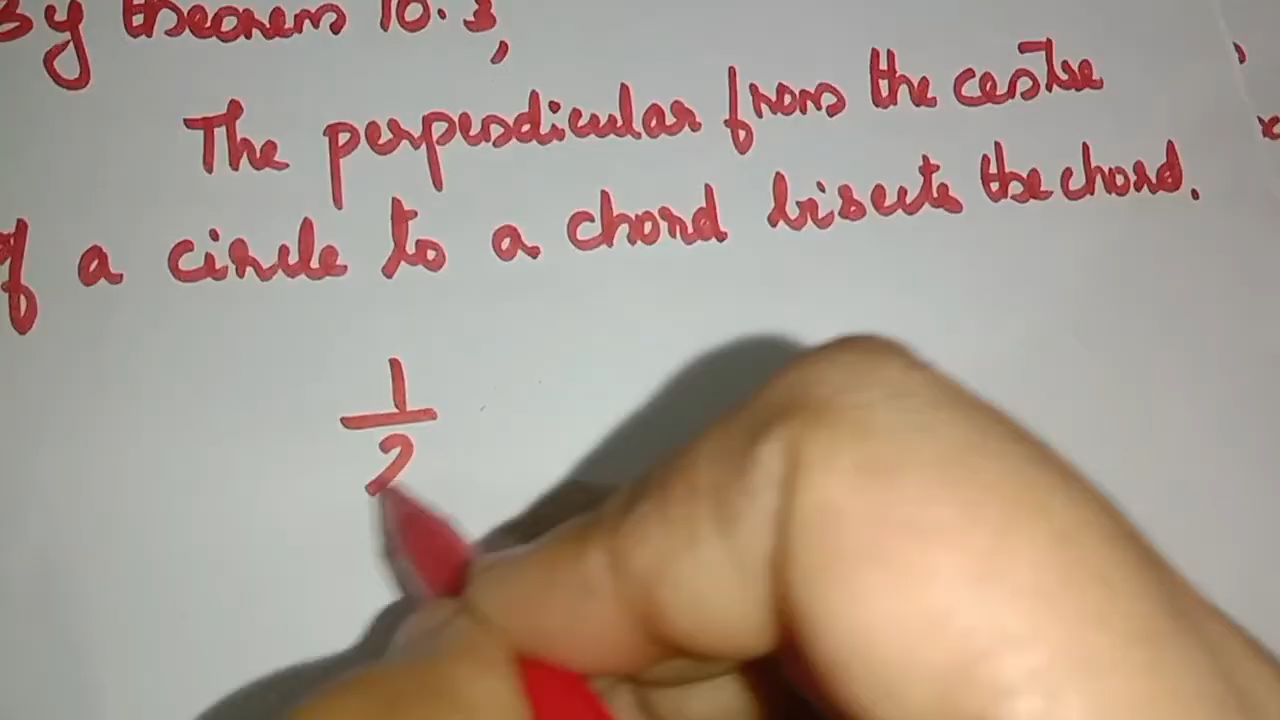 By theorem 10.3,
The perpendicular from the centre
of a circle to a chord bisects the chord.
1
2